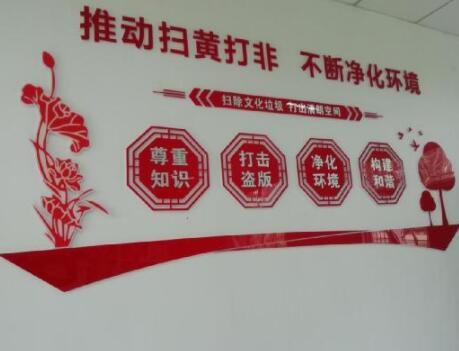 推动扫黄打非 不断净化环境
扫除文化垃圾 打出清朗空间
尊重
知识
打击
盗版
净化
环境
构建
和谐